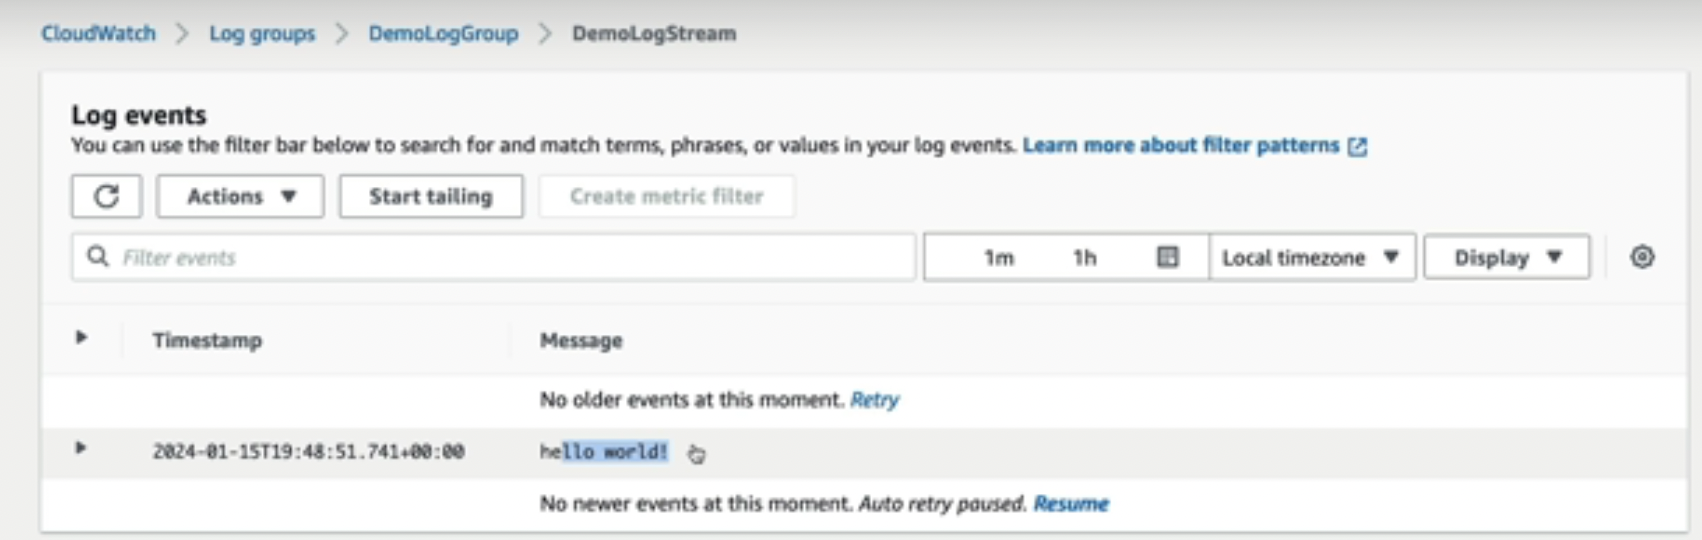 CloudWatch > Log groups > DemoLogGroup > DemoLogStream
Log events
You can use the filter bar below to search for and match terms, phrases, or values in your log events. Learn more about filter patterns
Actions ▼ Start tailing Create metric filter
Filter events 1m 1h Local timezone ▼ Display ▼
Timestamp Message
No older events at this moment. Retry
2024-01-15T19:48:51.741+00:00 hello world!
No newer events at this moment. Auto retry paused. Resume